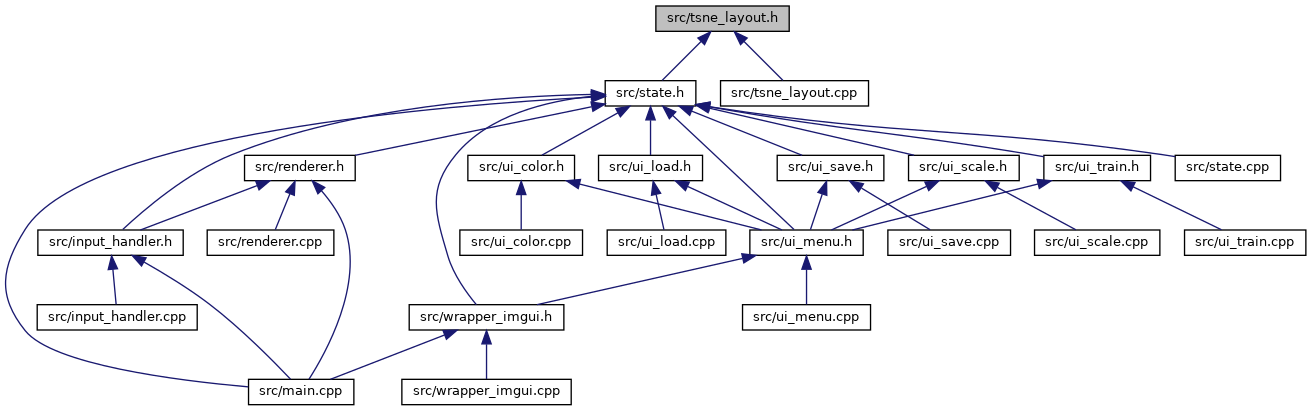 src/tsne_layout.h
src/state.h
src/tsne_layout.cpp
src/renderer.h
src/ui_color.h
src/ui_load.h
src/ui_save.h
src/ui_scale.h
src/ui_train.h
src/state.cpp
src/input_handler.h
src/renderer.cpp
src/ui_color.cpp
src/ui_load.cpp
src/ui_menu.h
src/ui_save.cpp
src/ui_scale.cpp
src/ui_train.cpp
src/input_handler.cpp
src/wrapper_imgui.h
src/ui_menu.cpp
src/main.cpp
src/wrapper_imgui.cpp